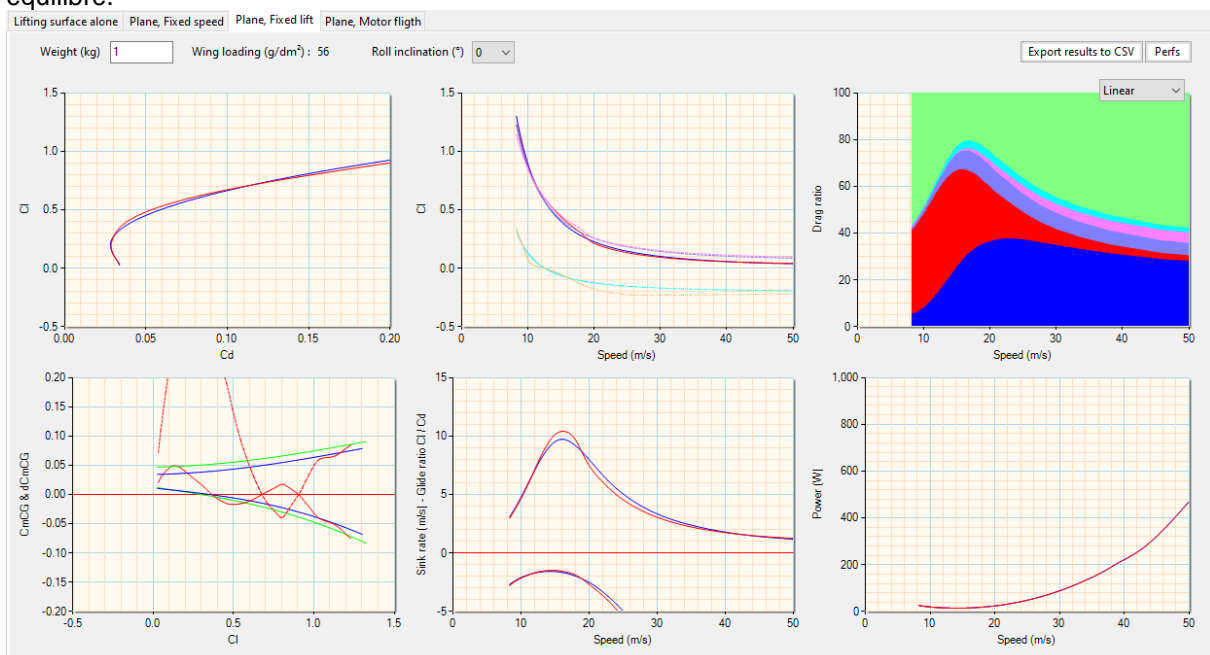 équilibre.
Lifting surface alone Plane, Fixed speed Plane, Fixed lift Plane, Motor fligth
Weight (kg) 1 Wing loading (g/dm²) : 56 Roll inclination (°) 0 Export results to CSV Perfs
Linear
1.5
1.0
0.5
0.0
-0.5
Cl
0.00 0.05 0.10 0.15 0.20
Cd
1.5
1.0
0.5
0.0
-0.5
Cl
0 10 20 30 40 50
Speed (m/s)
100
80
60
40
20
0
Drag ratio
0 10 20 30 40 50
Speed (m/s)
0.20
0.15
0.10
0.05
0.00
-0.05
-0.10
-0.15
-0.20
CmCG & dCmCG
-0.5 0.0 0.5 1.0 1.5
Cl
15
10
5
0
-5
Sink rate (m/s| - Glide ratio Cl / Cd
0 10 20 30 40 50
Speed (m/s)
1,000
800
600
400
200
0
Power [W|
0 10 20 30 40 50
Speed (m/s)